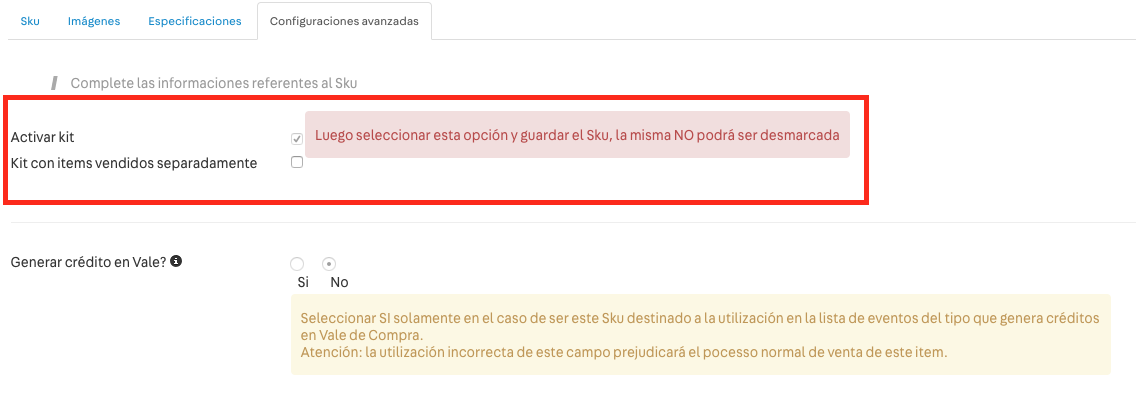 Sku Imágenes Especificaciones Configuraciones avanzadas
Complete las informaciones referentes al Sku
Activar kit
Luego seleccionar esta opción y guardar el Sku, la misma NO podrá ser desmarcada
Kit con items vendidos separadamente
Generar crédito en Vale?
Si No
Seleccionar SI solamente en el caso de ser este Sku destinado a la utilización en la lista de eventos del tipo que genera créditos
en Vale de Compra.
Atención: la utilización incorrecta de este campo prejudicará el pocesso normal de venta de este item.